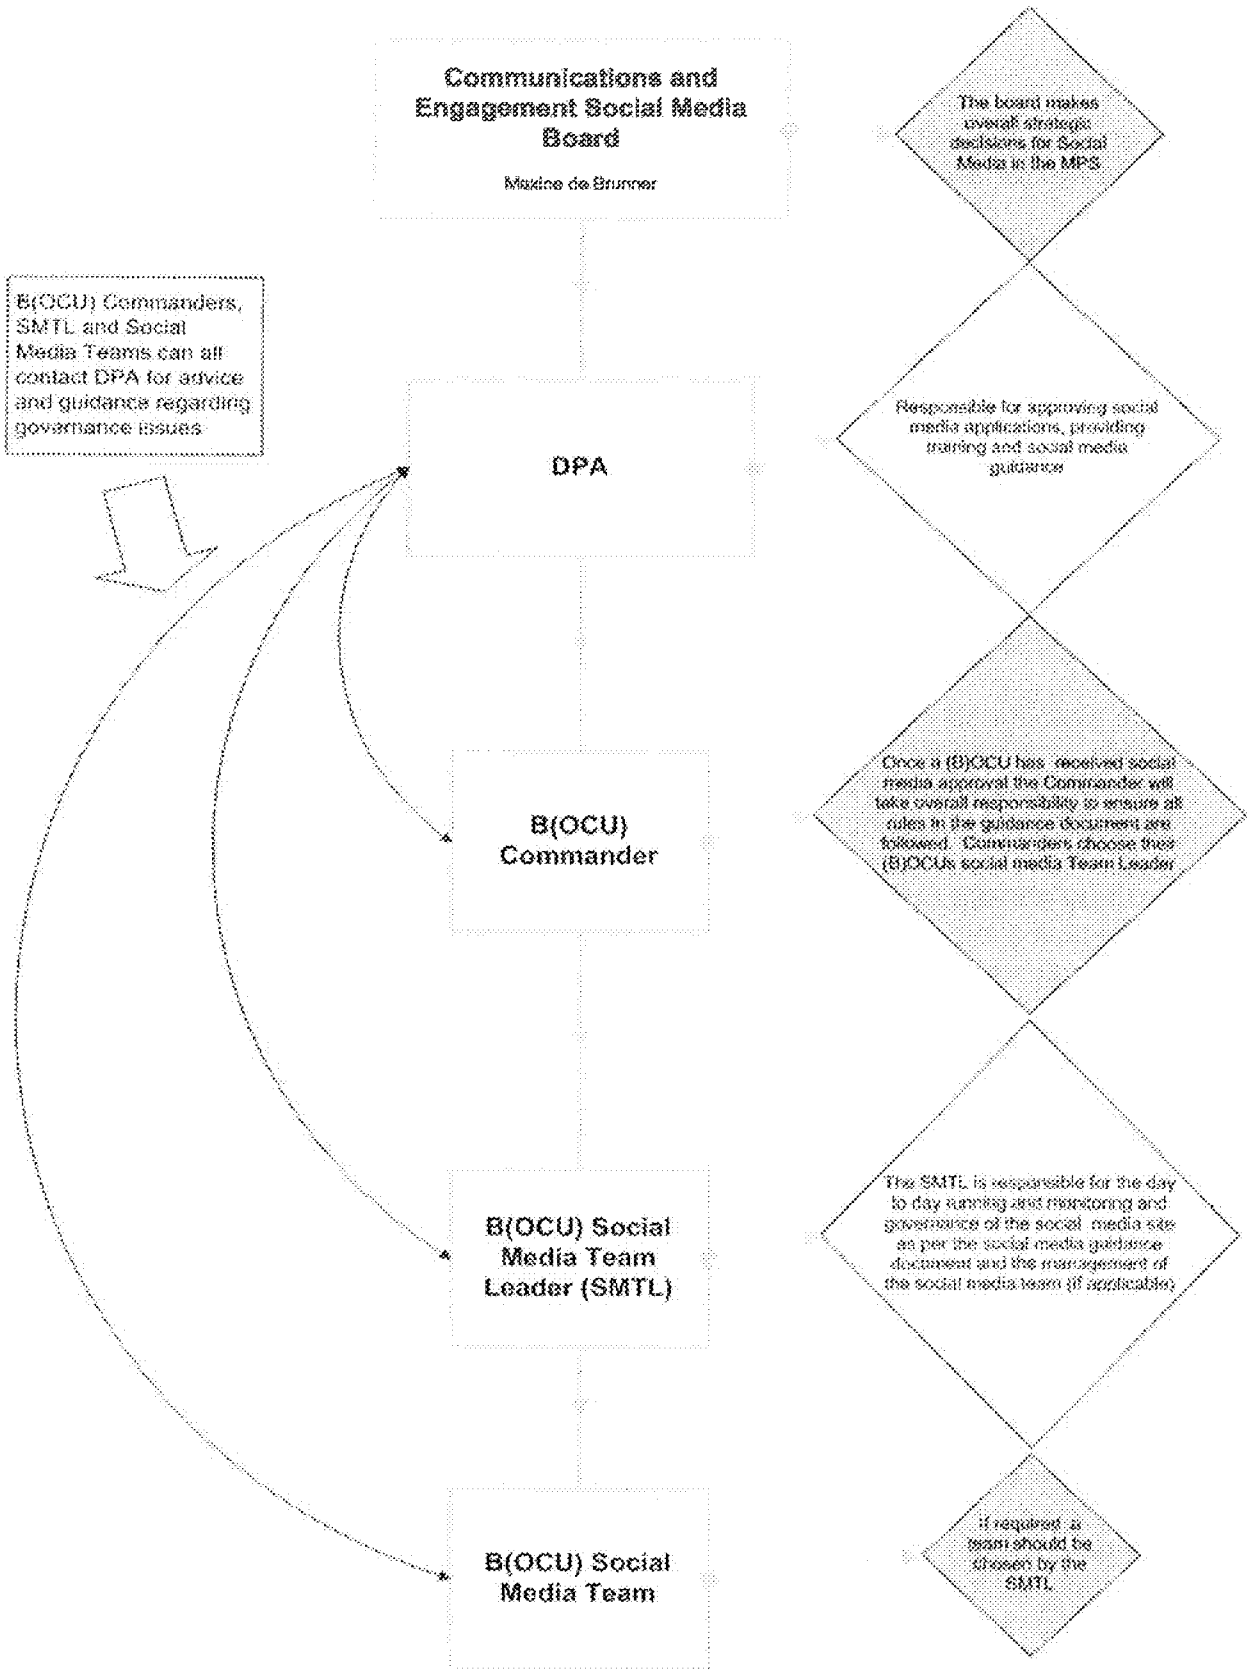 Communications and
Engagement Social Media
Board
Maxine de Brunner
The board makes
overall strategic
decisions for Social
Media in the MPS
B(OCU) Commanders,
SMTL and Social
Media Teams can all
contact DPA for advice
and guidance regarding
governance issues
DPA
Responsible for approving social
media applications, providing
training and social media
guidance
B(OCU)
Commander
Once a (B)OCU has received social
media approval the Commander will
take overall responsibility to ensure all
rules in the guidance document are
followed. Commanders choose their
(B)OCUs social media Team Leader
B(OCU) Social
Media Team
Leader (SMTL)
The SMTL is responsible for the day
to day running and monitoring and
governance of the social media site
as per the social media guidance
document and the management of
the social media team (if applicable)
B(OCU) Social
Media Team
If required a
team should be
chosen by the
SMTL